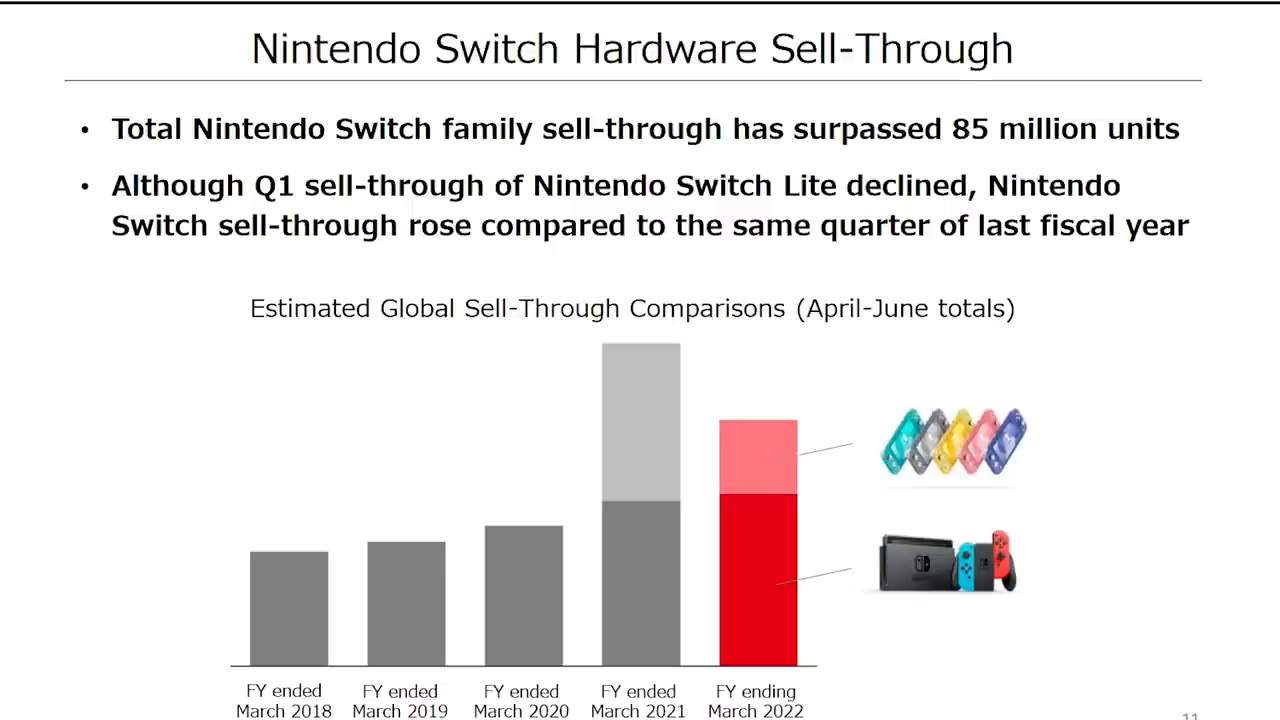 Nintendo Switch Hardware Sell-Through
• Total Nintendo Switch family sell-through has surpassed 85 million units
• Although Q1 sell-through of Nintendo Switch Lite declined, Nintendo
Switch sell-through rose compared to the same quarter of last fiscal year
Estimated Global Sell-Through Comparisons (April-June totals)
FY ended
March 2018
FY ended
March 2019
FY ended
March 2020
FY ended
March 2021
FY ending
March 2022
11